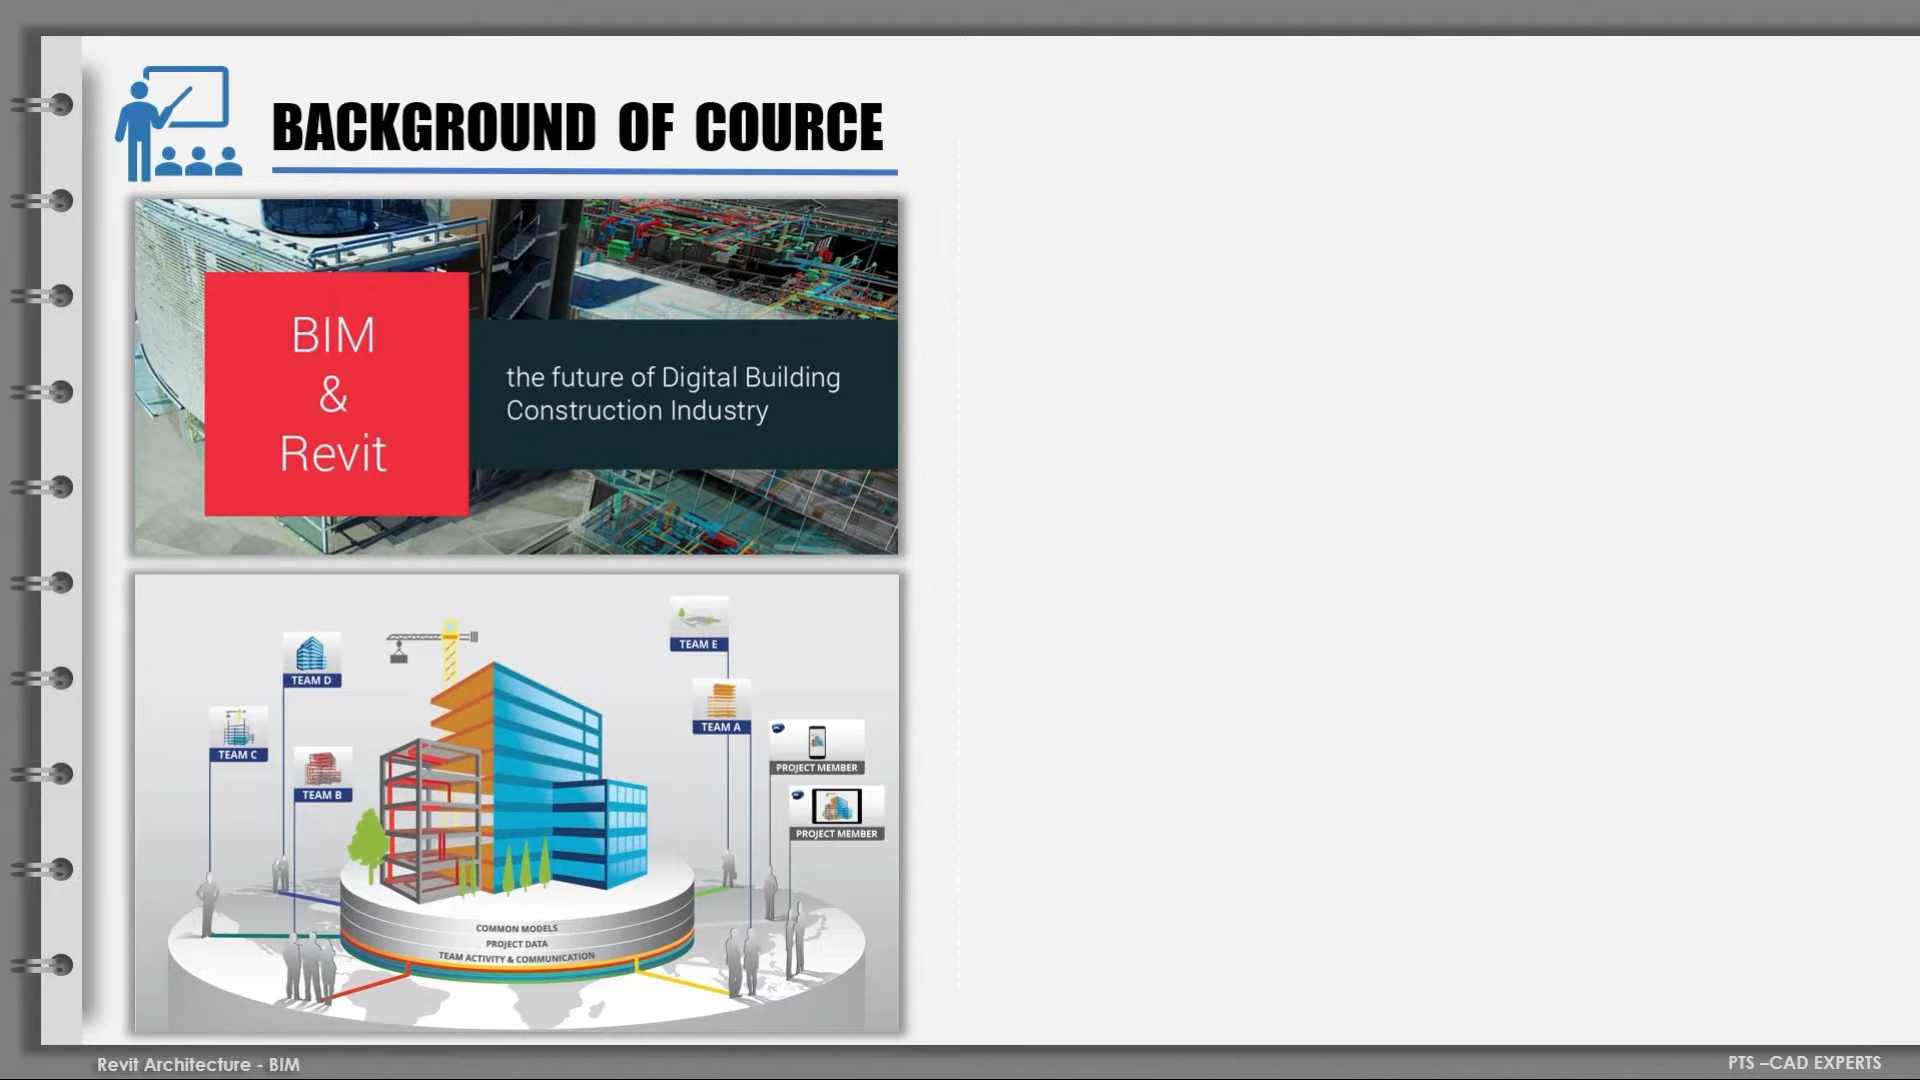 BACKGROUND OF COURCE
BIM
&
Revit
the future of Digital Building
Construction Industry
TEAM E
TEAM D
TEAM A
TEAM C
PROJECT MEMBER
TEAM B
PROJECT MEMBER
COMMON MODELS
PROJECT DATA
TEAM ACTIVITY & COMMUNICATION
Revit Architecture - BIM
PTS –CAD EXPERTS